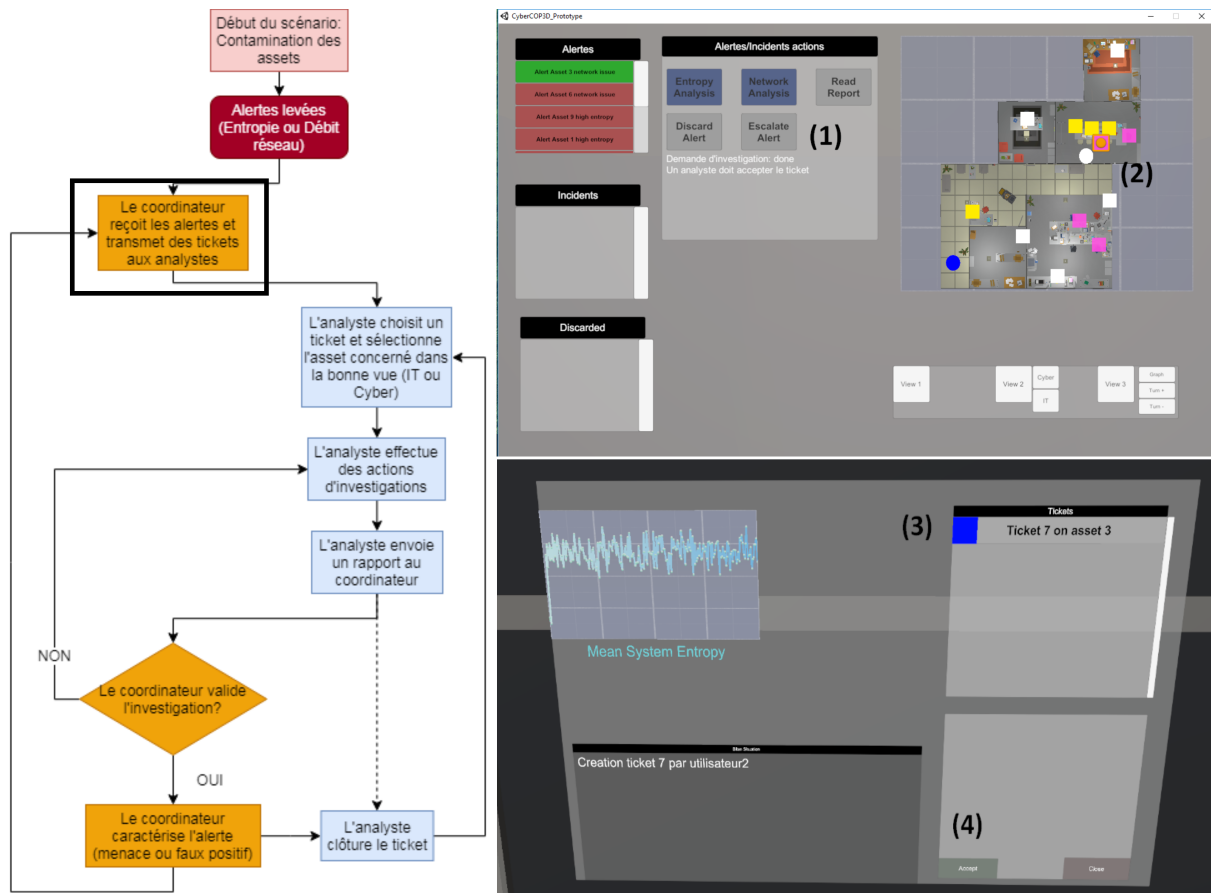 Début du scénario:
Contamination des
assets
Alertes levées
(Entropie ou Débit
réseau)
Le coordinateur
reçoit les alertes et
transmet des tickets
aux analystes
L'analyste choisit un
ticket et sélectionne
l'asset concerné dans
la bonne vue (IT ou
Cyber)
L'analyste effectue
des actions
d'investigations
L'analyste envoie
un rapport au
coordinateur
NON
Le coordinateur valide
l'investigation?
OUI
Le coordinateur
caractérise l'alerte
(menace ou faux positif)
L'analyste
clôture le ticket
CyberCOP3D_Prototype
Alertes
Alert Asset 3 network issue
Alert Asset 6 network issue
Alert Asset 9 high entropy
Alert Asset 1 high entropy
Incidents
Discarded
Alertes/Incidents actions
Entropy
Analysis
Network
Analysis
Read
Report
Discard
Alert
Escalate
Alert
(1)
Demande d'investigation: done
Un analyste doit accepter le ticket
(2)
View 1
View 2
Cyber
IT
View 3
Graph
Turn +
Turn -
Mean System Entropy
(3)
Tickets
Ticket 7 on asset 3
Creation ticket 7 par utilisateur2
(4)
Accept
Close